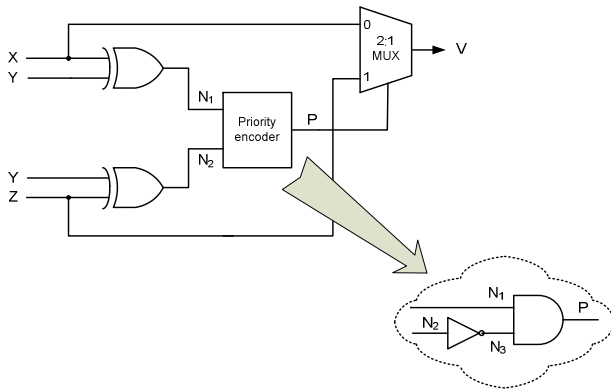 0
2:1
MUX
1
V
X
Y
N₁
Priority
encoder
P
N₂
Y
Z
N₁
P
N₂
N₃